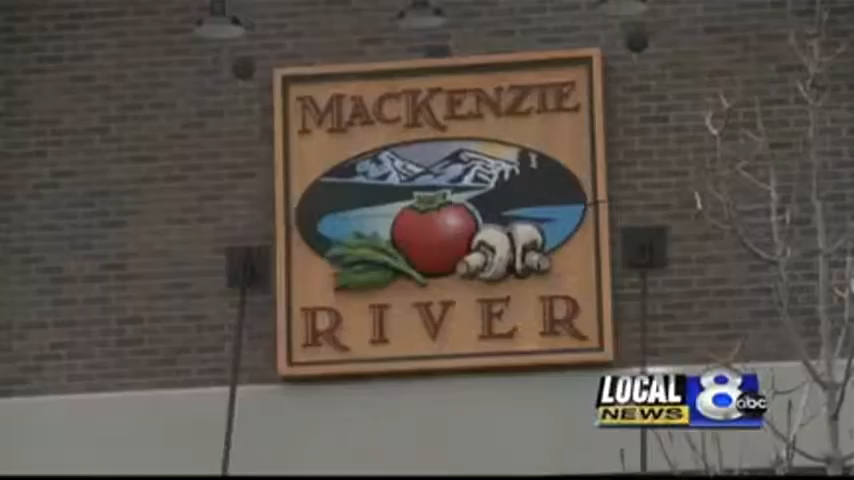 MACKENZIE
RIVER
LOCAL
NEWS
8
abc